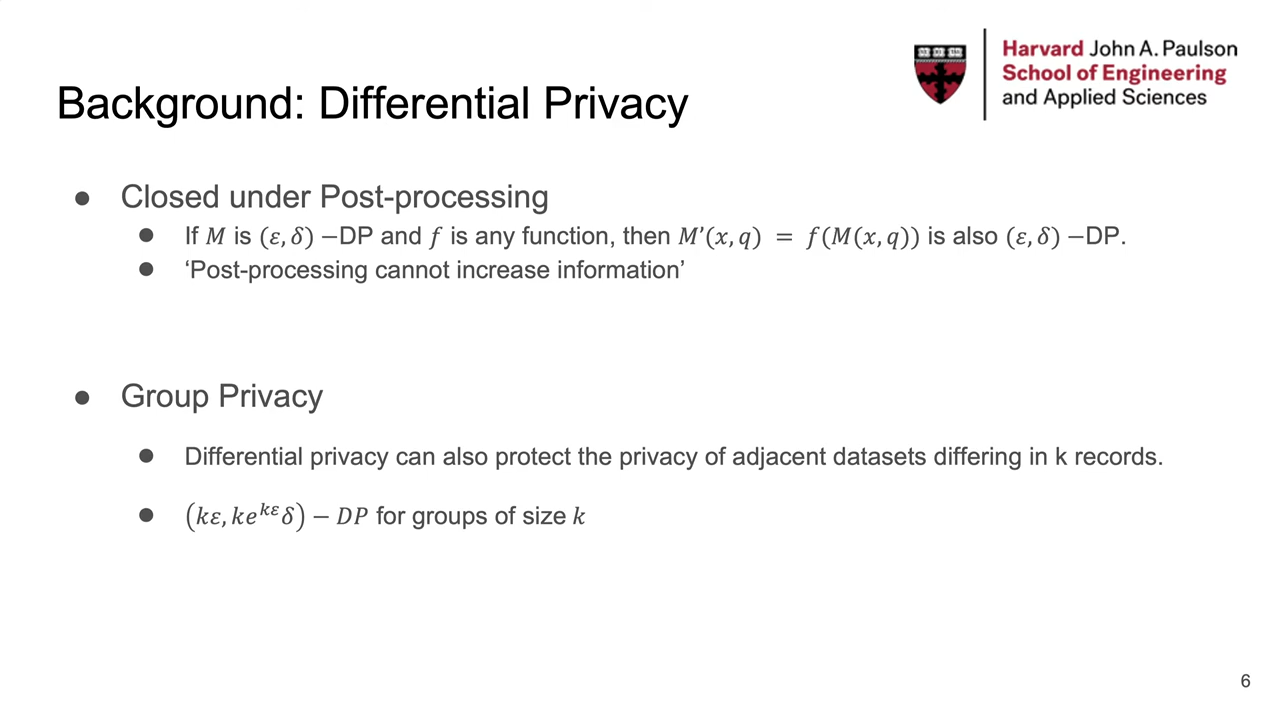 Harvard John A. Paulson
School of Engineering
and Applied Sciences
Background: Differential Privacy
● Closed under Post-processing
● If 𝑀 is (𝜀, 𝛿) −DP and 𝑓 is any function, then 𝑀’(𝑥, 𝑞) = 𝑓(𝑀(𝑥, 𝑞)) is also (𝜀, 𝛿) −DP.
● ‘Post-processing cannot increase information’
● Group Privacy
● Differential privacy can also protect the privacy of adjacent datasets differing in k records.
● (𝑘𝜀, 𝑘𝑒^{𝑘𝜀}𝛿) − 𝐷𝑃 for groups of size 𝑘
6